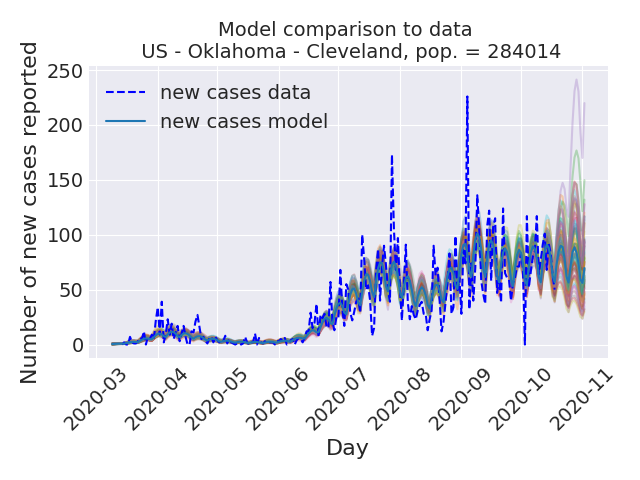 Model comparison to data
US - Oklahoma - Cleveland, pop. = 284014
Number of new cases reported
250
200
150
100
50
0
new cases data
new cases model
2020-03
2020-04
2020-05
2020-06
2020-07
2020-08
2020-09
2020-10
2020-11
Day